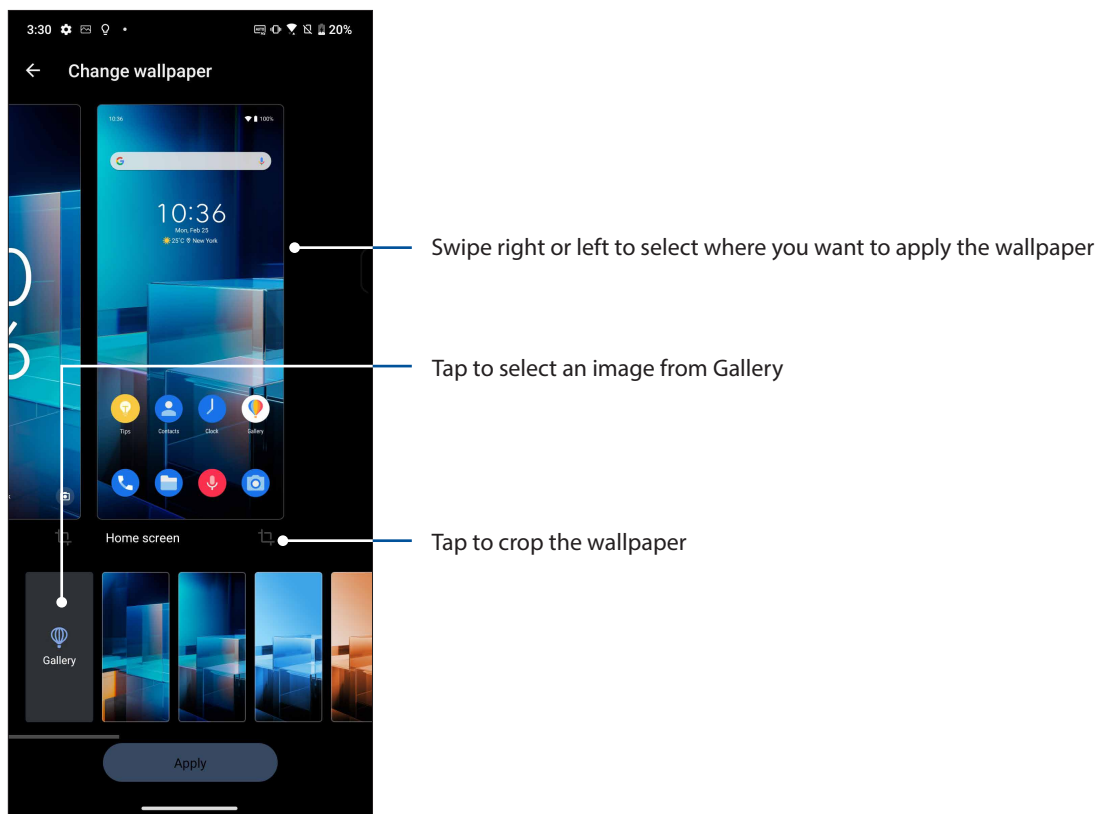 3:30 20%
Change wallpaper
10:36 100%
10:36
Mon, Feb 25
25°C New York
Swipe right or left to select where you want to apply the wallpaper
Tap to select an image from Gallery
Tips Contacts Clock Gallery
Home screen
Tap to crop the wallpaper
Gallery
Apply